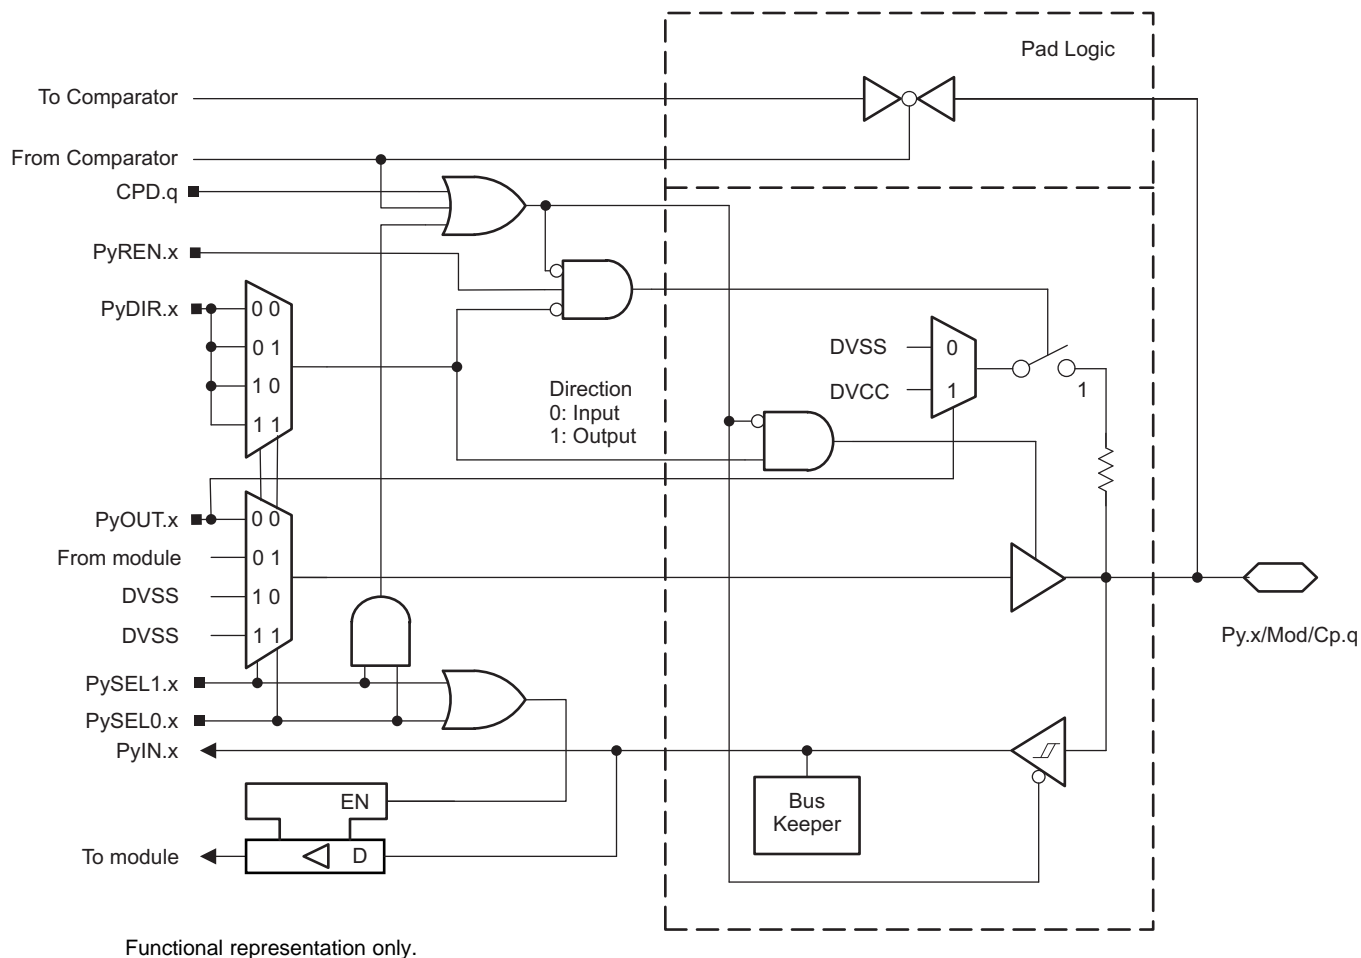 Pad Logic
To Comparator
From Comparator
CPD.q
PyREN.x
PyDIR.x
0 0
0 1
1 0
1 1
DVSS
0
DVCC
1
1
Direction
0: Input
1: Output
PyOUT.x
0 0
From module
0 1
DVSS
1 0
DVSS
1 1
Py.x/Mod/Cp.q
PySEL1.x
PySEL0.x
PyIN.x
Bus
Keeper
EN
To module
D
Functional representation only.